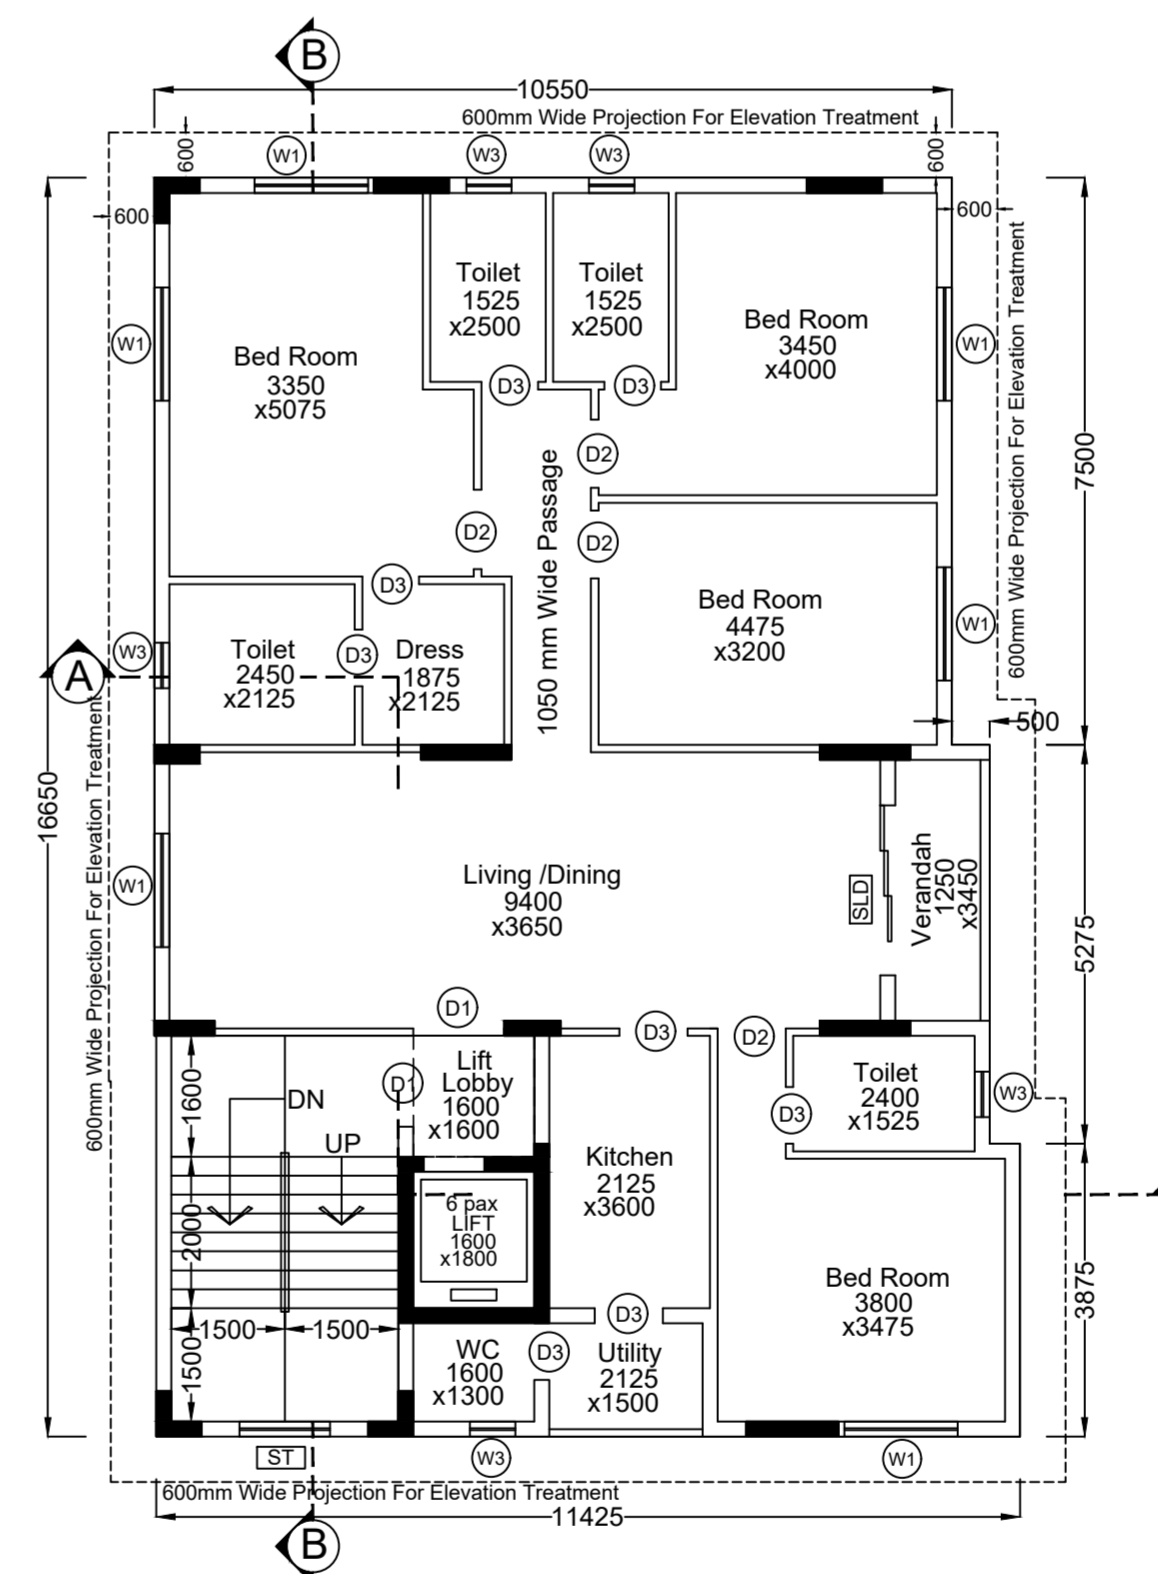 B
10550
600mm Wide Projection For Elevation Treatment
600
W1
W3
W3
600
600
600
Toilet
1525
x2500
Toilet
1525
x2500
Bed Room
3450
x4000
W1
Bed Room
3350
x5075
W1
D3
D3
600mm Wide Projection For Elevation Treatment
7500
D2
1050 mm Wide Passage
D2
D2
D3
Bed Room
4475
x3200
W1
W3
Toilet
2450
x2125
D3
Dress
1875
x2125
A
500
16650
600mm Wide Projection For Elevation Treatment
W1
Living /Dining
9400
x3650
SLD
Verandah
1250
x3450
5275
D1
D3
D2
1600
DN
D1
Lift
Lobby
1600
x1600
Toilet
2400
x1525
W3
D3
UP
Kitchen
2125
x3600
2000
6 pax
LIFT
1600
x1800
Bed Room
3800
x3475
3875
1500
1500
1500
D3
WC
1600
x1300
D3
Utility
2125
x1500
ST
W3
W1
600mm Wide Projection For Elevation Treatment
11425
B